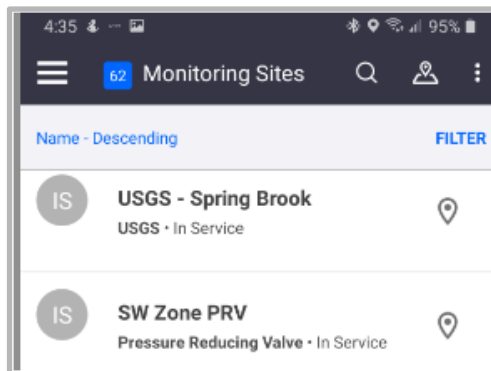 4:35 95%
62 Monitoring Sites
Name - Descending FILTER
IS USGS - Spring Brook
USGS • In Service
IS SW Zone PRV
Pressure Reducing Valve • In Service